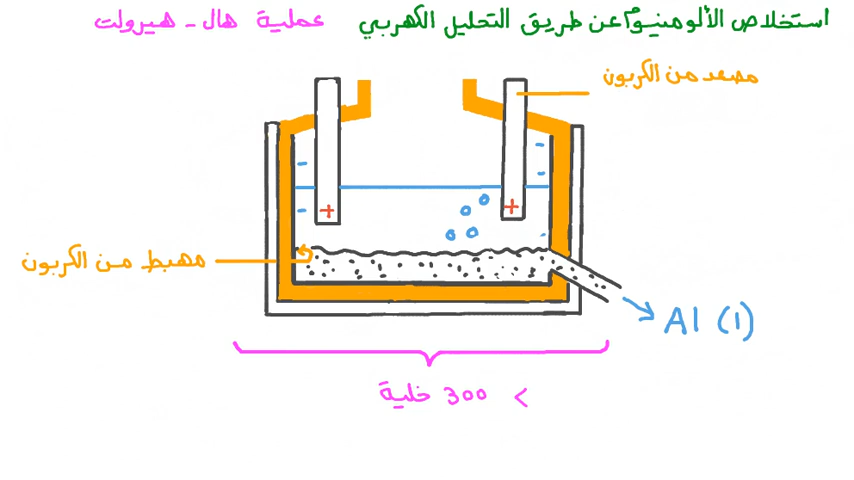 استخلاص الألومنيوم عن طريق التحليل الكهربي عملية هال - هيرولت
مصعد من الكربون
- -
- -
+ +
-
مهبط من الكربون
Al (l)
> 300 خلية